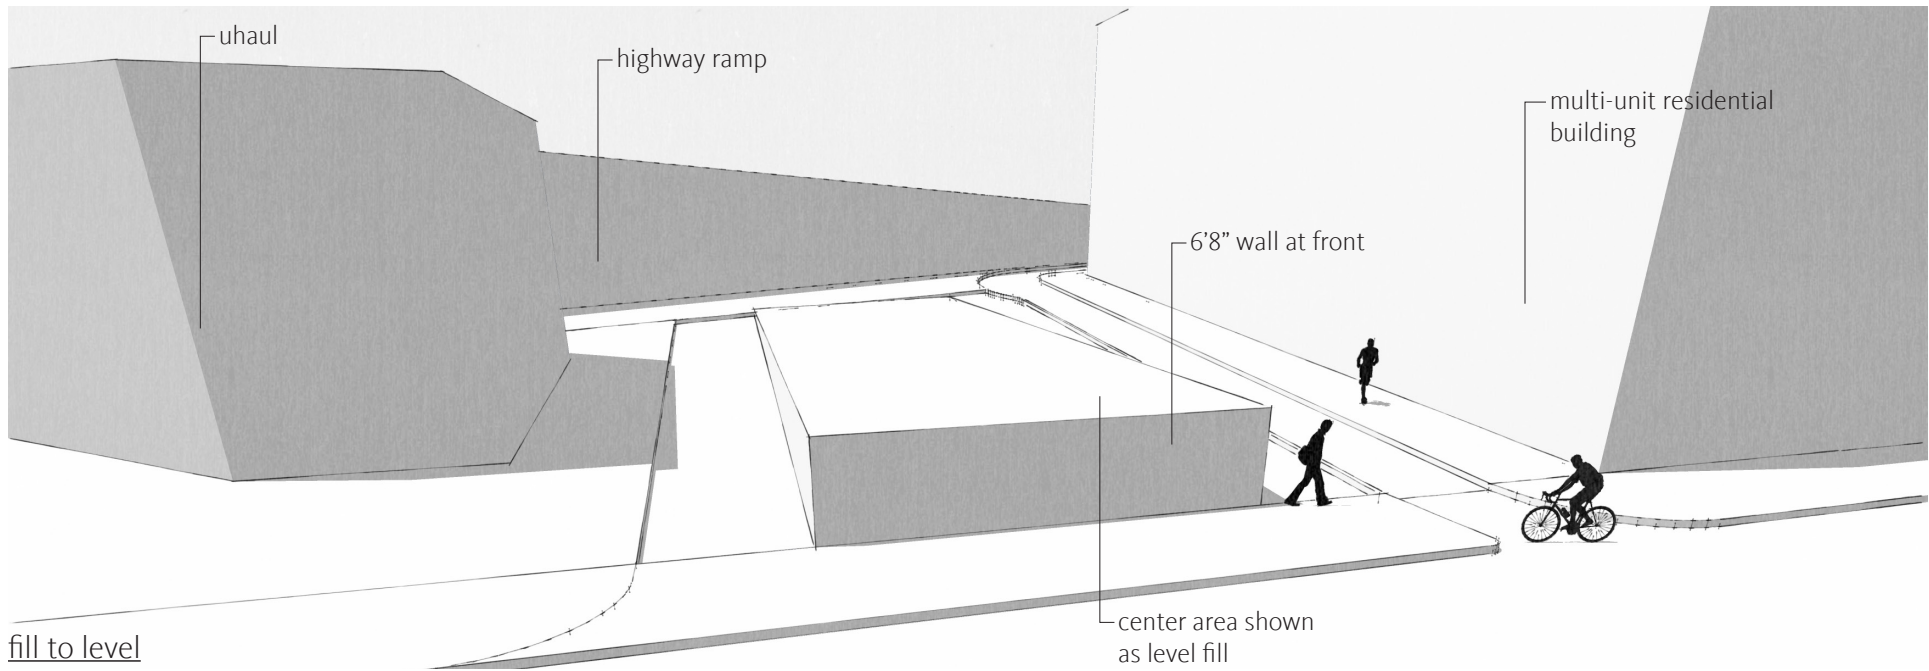 uhaul
highway ramp
multi-unit residential
building
6’8” wall at front
center area shown
as level fill
fill to level